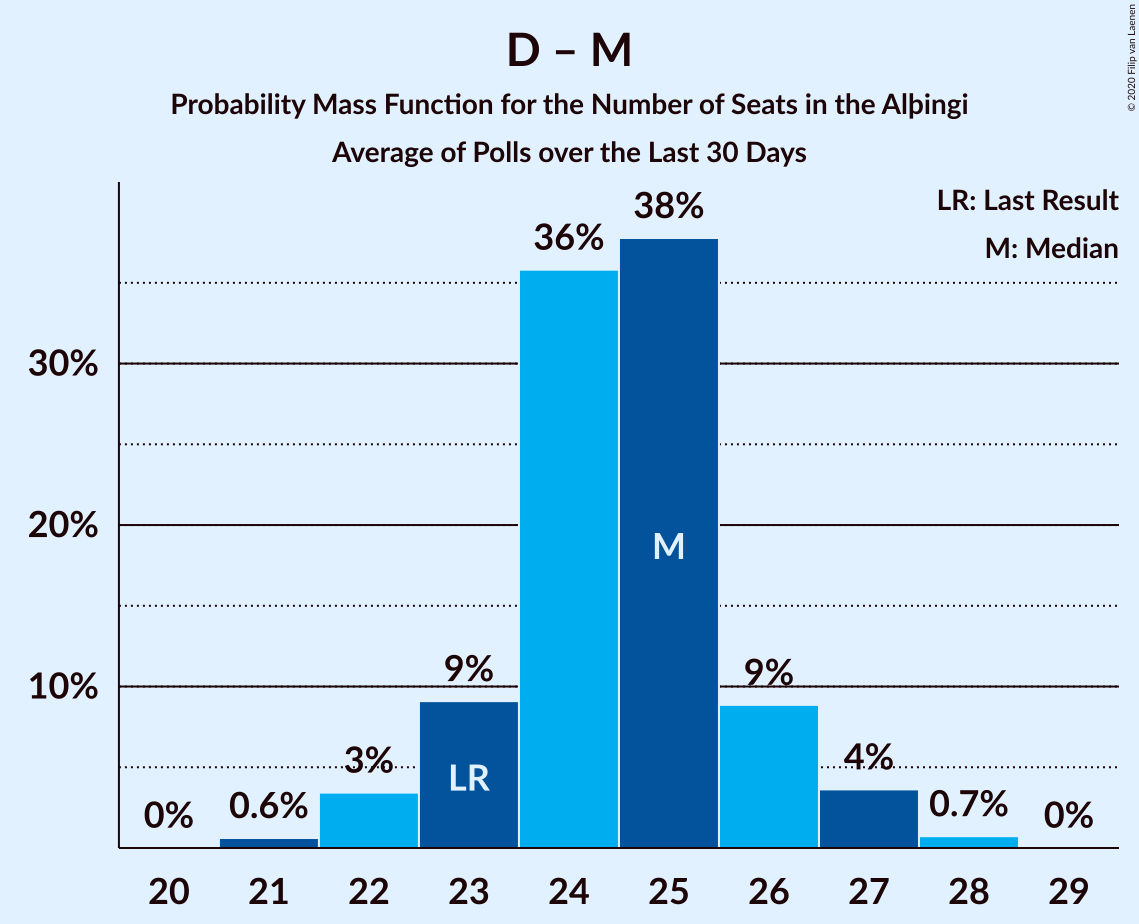 D – M
Probability Mass Function for the Number of Seats in the Alþingi
Average of Polls over the Last 30 Days
© 2020 Filip van Laenen
LR: Last Result
M: Median
38%
36%
30%
20%
M
9%
9%
10%
LR
3%
4%
0%
0.6%
0.7%
0%
20 21 22 23 24 25 26 27 28 29